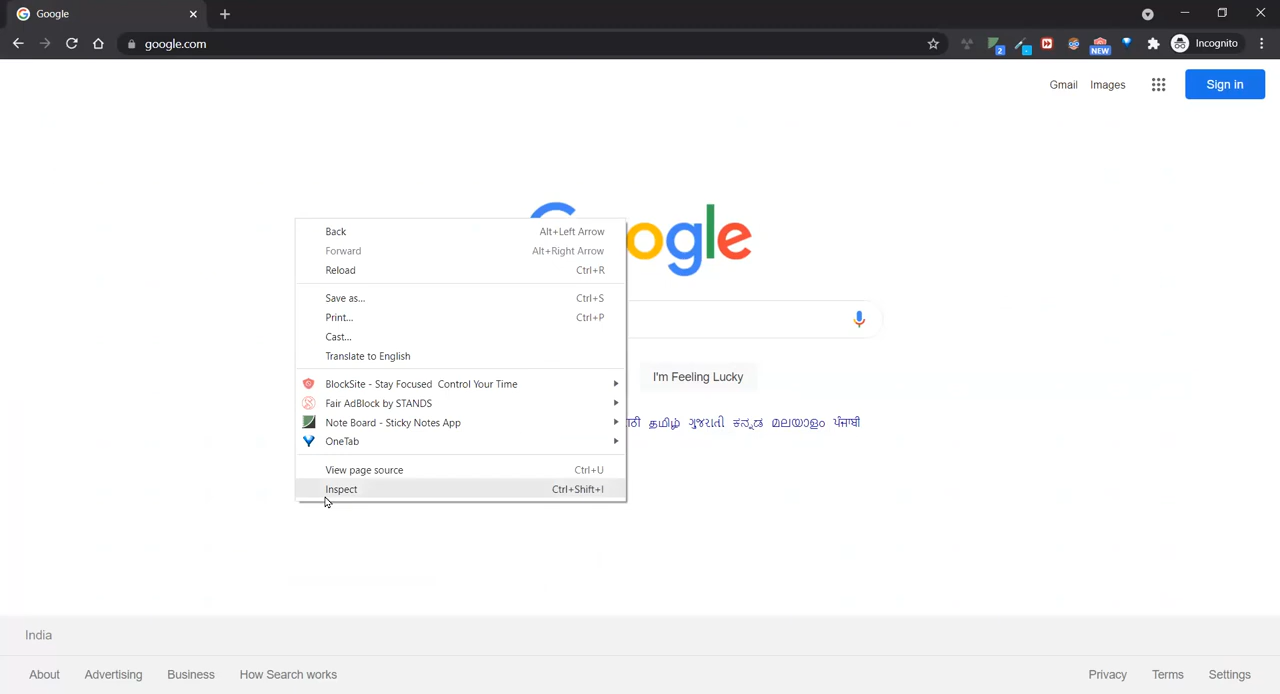 Google
google.com
2
NEW
Incognito
Gmail Images
Sign in
Back Alt+Left Arrow
Forward Alt+Right Arrow
Reload Ctrl+R
Save as... Ctrl+S
Print... Ctrl+P
Cast...
Translate to English
BlockSite - Stay Focused Control Your Time
Fair AdBlock by STANDS
Note Board - Sticky Notes App
OneTab
View page source Ctrl+U
Inspect Ctrl+Shift+I
I'm Feeling Lucky
தமிழ் ગુજરાતી ಕನ್ನಡ മലയാളം ਪੰਜਾਬੀ
India
About Advertising Business How Search works
Privacy Terms Settings